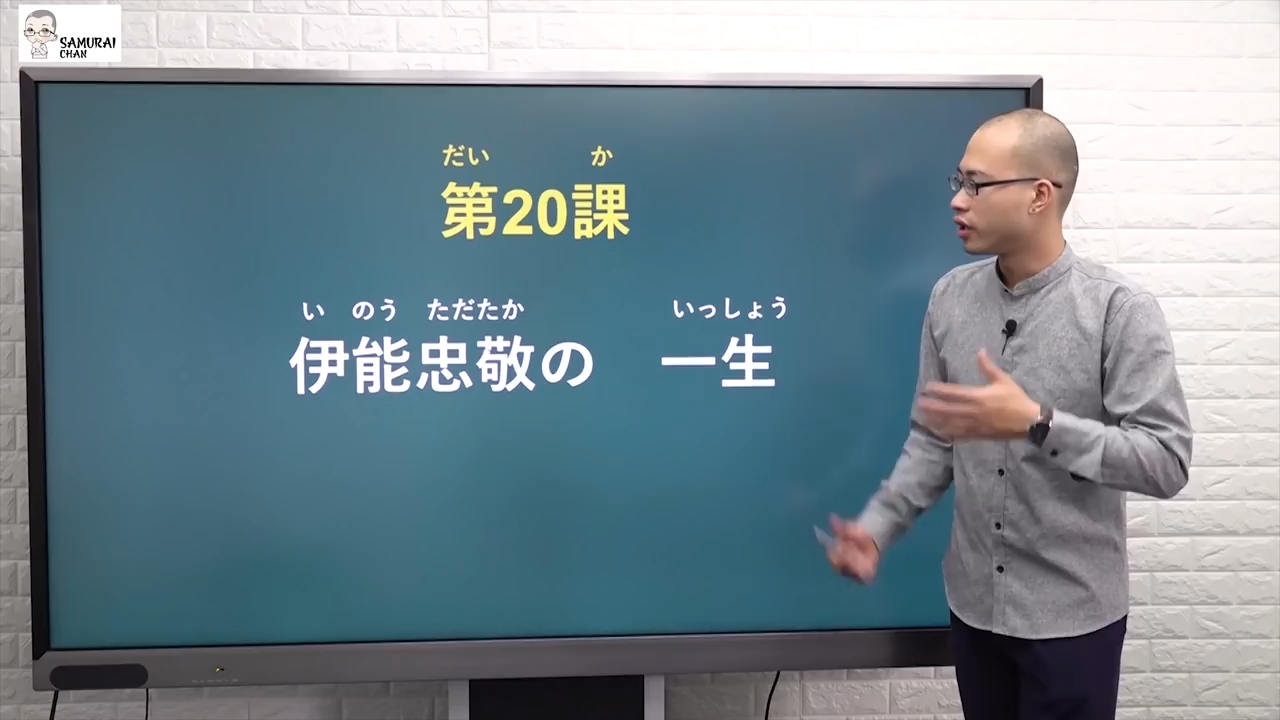 SAMURAI
CHAN
だい か
第20課
い のう ただたか いっしょう
伊能忠敬の 一生